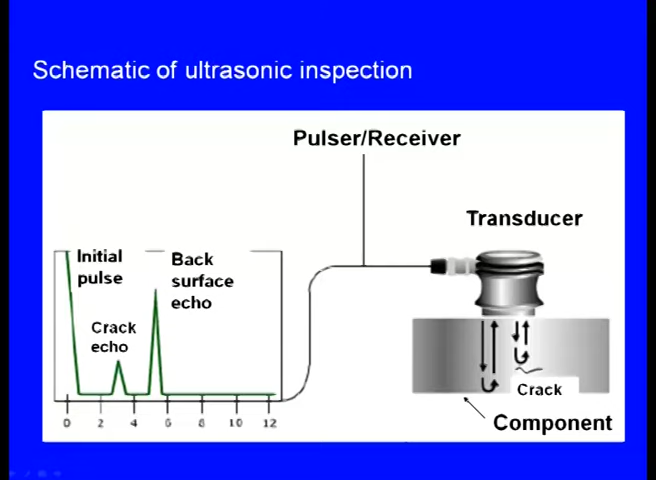 Schematic of ultrasonic inspection
Pulser/Receiver
Transducer
Initial
pulse
Back
surface
echo
Crack
echo
Crack
Component
0 2 4 6 8 10 12